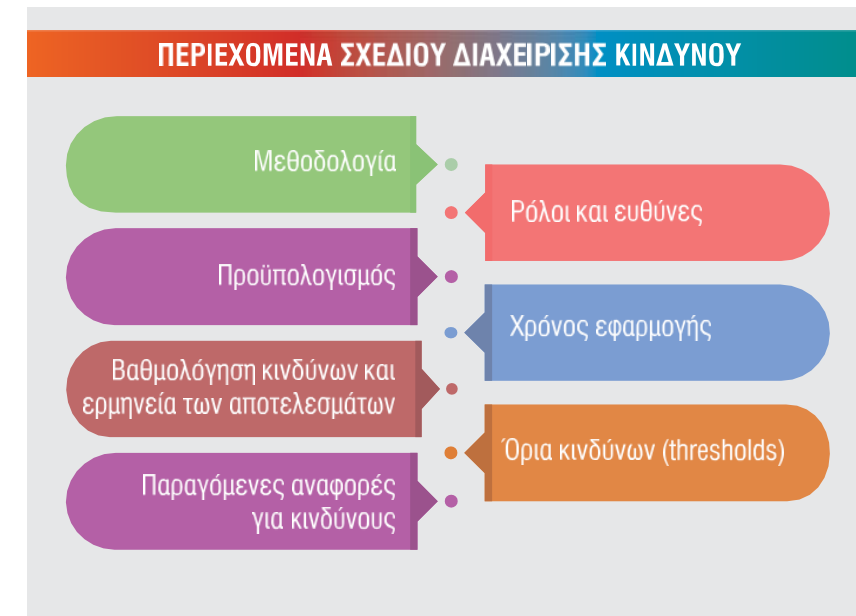 ΠΕΡΙΕΧΟΜΕΝΑ ΣΧΕΔΙΟΥ ΔΙΑΧΕΙΡΙΣΗΣ ΚΙΝΔΥΝΟΥ
Μεθοδολογία
Ρόλοι και ευθύνες
Προϋπολογισμός
Χρόνος εφαρμογής
Βαθμολόγηση κινδύνων και
ερμηνεία των αποτελεσμάτων
Όρια κινδύνων (thresholds)
Παραγόμενες αναφορές
για κινδύνους